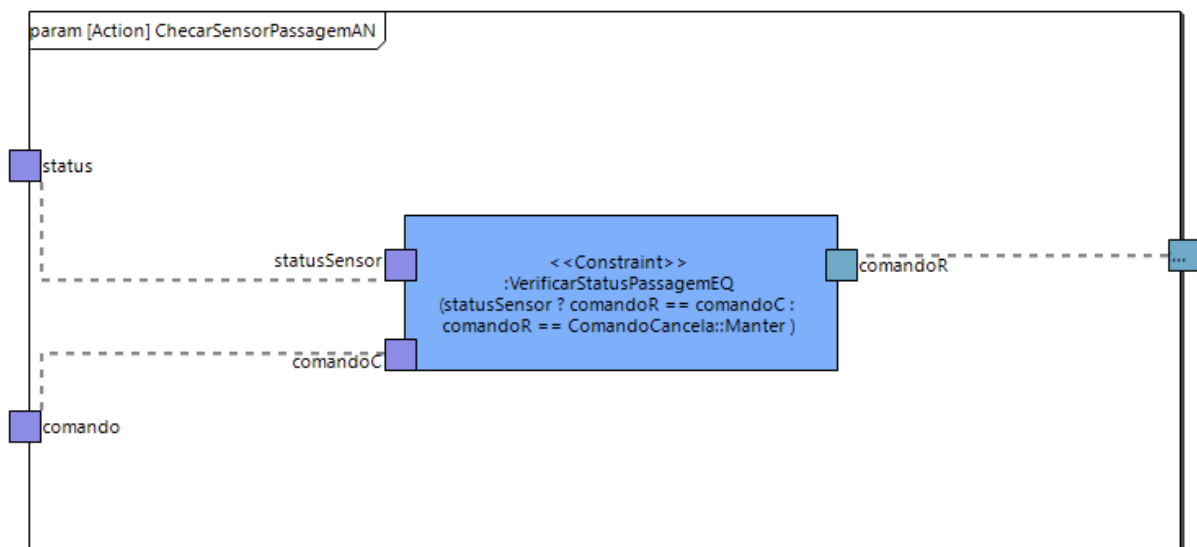 param [Action] ChecarSensorPassagemAN
status
statusSensor
<<Constraint>>
:VerificarStatusPassagemEQ
(statusSensor ? comandoR == comandoC :
comandoR == ComandoCancela::Manter )
comandoR
...
comandoC
comando